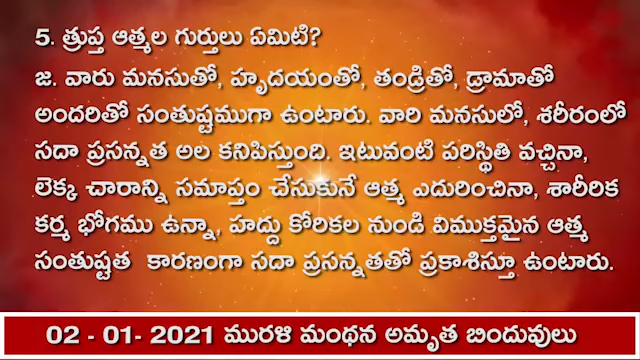 5. త్రుప్త ఆత్మల గుర్తులు ఏమిటి?
జ. వారు మనసుతో, హృదయంతో, తండ్రితో, డ్రామాతో
అందరితో సంతుష్టముగా ఉంటారు. వారి మనసులో, శరీరంలో
సదా ప్రసన్నత అల కనిపిస్తుంది. ఇటువంటి పరిస్థితి వచ్చినా,
లెక్క చారాన్ని సమాప్తం చేసుకునే ఆత్మ ఎదురించినా, శారీరిక
కర్మ భోగము ఉన్నా, హద్దు కోరికల నుండి విముక్తమైన ఆత్మ
సంతుష్టత కారణంగా సదా ప్రసన్నతతో ప్రకాశిస్తూ ఉంటారు.
02 - 01- 2021 మురళి మంథన అమృత బిందువులు